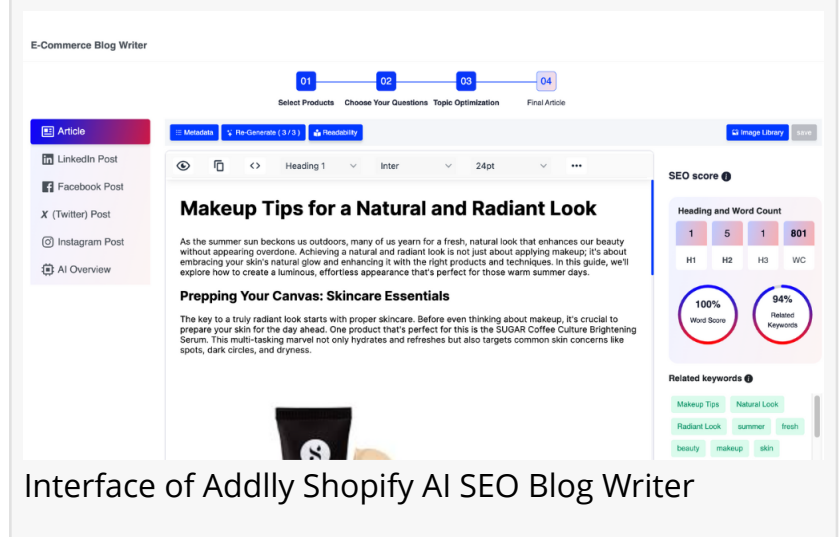 E-Commerce Blog Writer
01 02 03 04
Select Products Choose Your Questions Topic Optimization Final Article
Article
LinkedIn Post
Facebook Post
X (Twitter) Post
Instagram Post
AI Overview
Metadata Re-Generate ( 3 / 3 ) Readability Image Library save
Heading 1 Inter 24pt
Makeup Tips for a Natural and Radiant Look
As the summer sun beckons us outdoors, many of us yearn for a fresh, natural look that enhances our beauty
without appearing overdone. Achieving a natural and radiant look is not just about applying makeup; it's about
embracing your skin's natural glow and enhancing it with the right products and techniques. In this guide, we'll
explore how to create a luminous, effortless appearance that's perfect for those warm summer days.
Prepping Your Canvas: Skincare Essentials
The key to a truly radiant look starts with proper skincare. Before even thinking about makeup, it's crucial to
prepare your skin for the day ahead. One product that's perfect for this is the SUGAR Coffee Culture Brightening
Serum. This multi-tasking marvel not only hydrates and refreshes but also targets common skin concerns like
spots, dark circles, and dryness.
SEO score
Heading and Word Count
1 5 1 801
H1 H2 H3 WC
100%
Word Score
94%
Related
Keywords
Related keywords
Makeup Tips Natural Look
Radiant Look summer fresh
beauty makeup skin
Interface of Addlly Shopify AI SEO Blog Writer